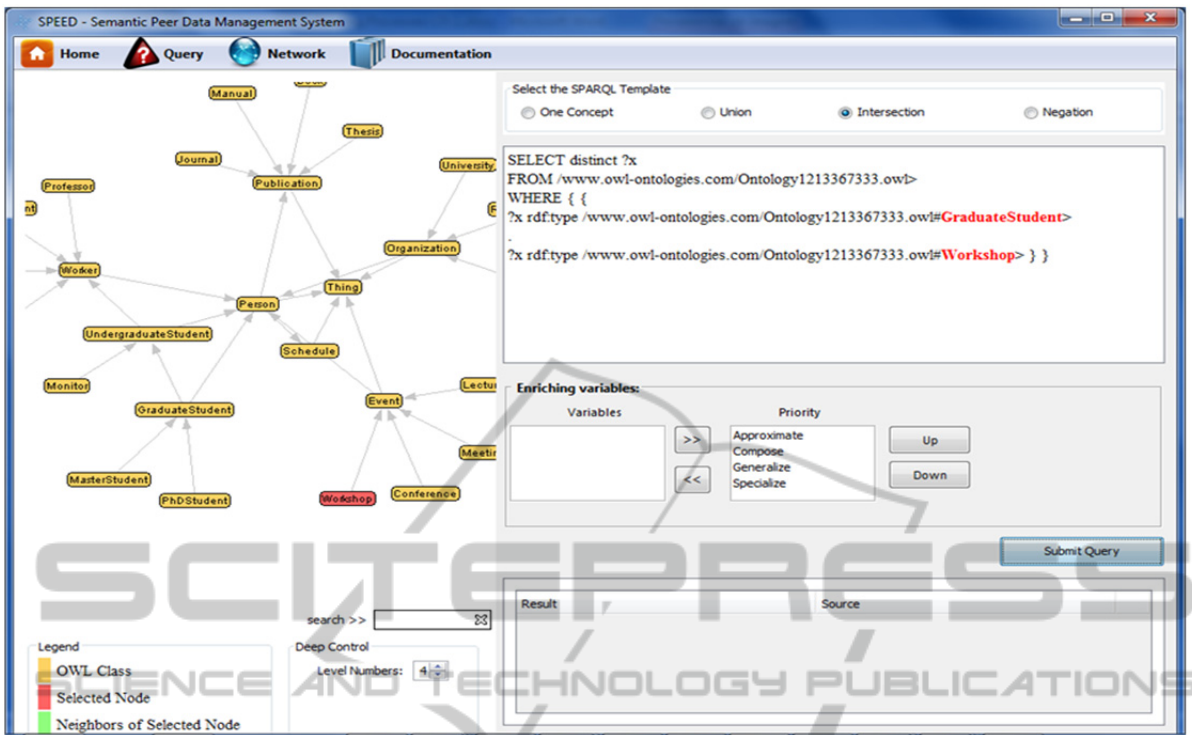 SPEED - Semantic Peer Data Management System
Home Query Network Documentation
Manual
Thesis
Journal
University
Professor
Publication
Organization
Worker
Thing
Person
UndergraduateStudent
Schedule
Monitor
GraduateStudent
Event
MasterStudent
PhDStudent
Workshop
Conference
search >>
Legend
OWL Class
Selected Node
Neighbors of Selected Node
Deep Control
Level Numbers: 4
Select the SPARQL Template
One Concept Union Intersection Negation
SELECT distinct ?x
FROM /www.owl-ontologies.com/Ontology1213367333.owl>
WHERE { {
?x rdf:type /www.owl-ontologies.com/Ontology1213367333.owl#GraduateStudent>
.
?x rdf:type /www.owl-ontologies.com/Ontology1213367333.owl#Workshop> } }
Enriching variables:
Variables Priority
>>
<<
Approximate
Compose
Generalize
Specialize
Up
Down
Submit Query
Result Source
SCITEPRESS
SCIENCE AND TECHNOLOGY PUBLICATIONS